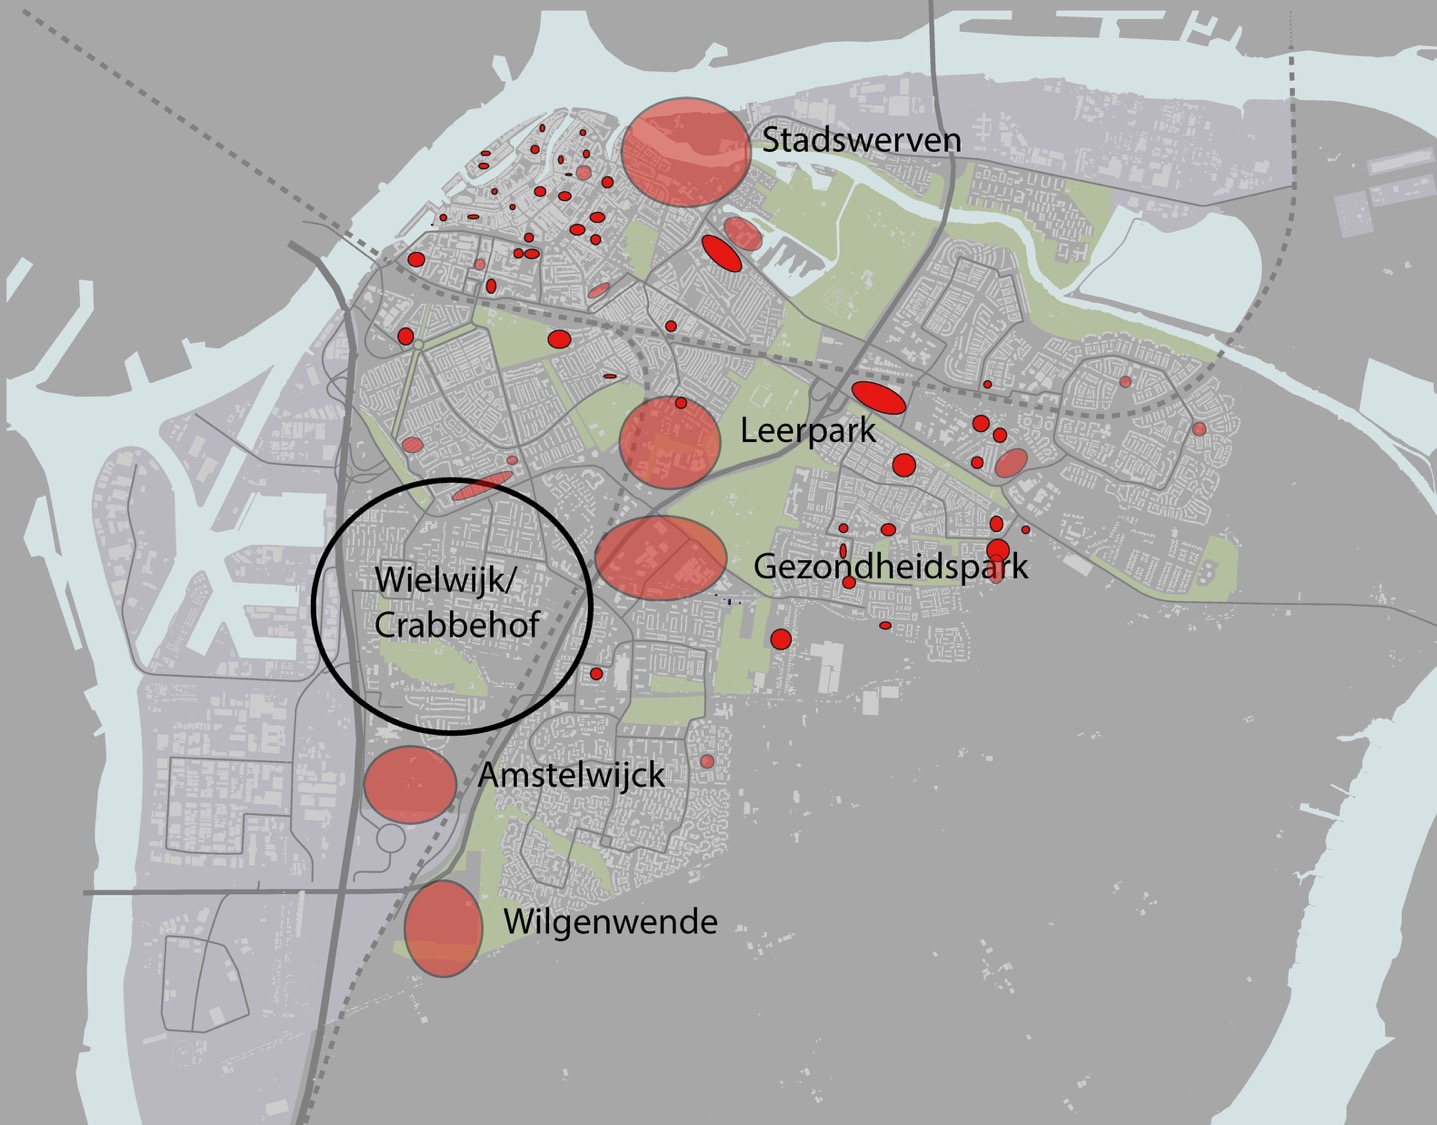 Stadswerven
Leerpark
Gezondheidspark
Wielwijk/
Crabbehof
Amstelwijck
Wilgenwende